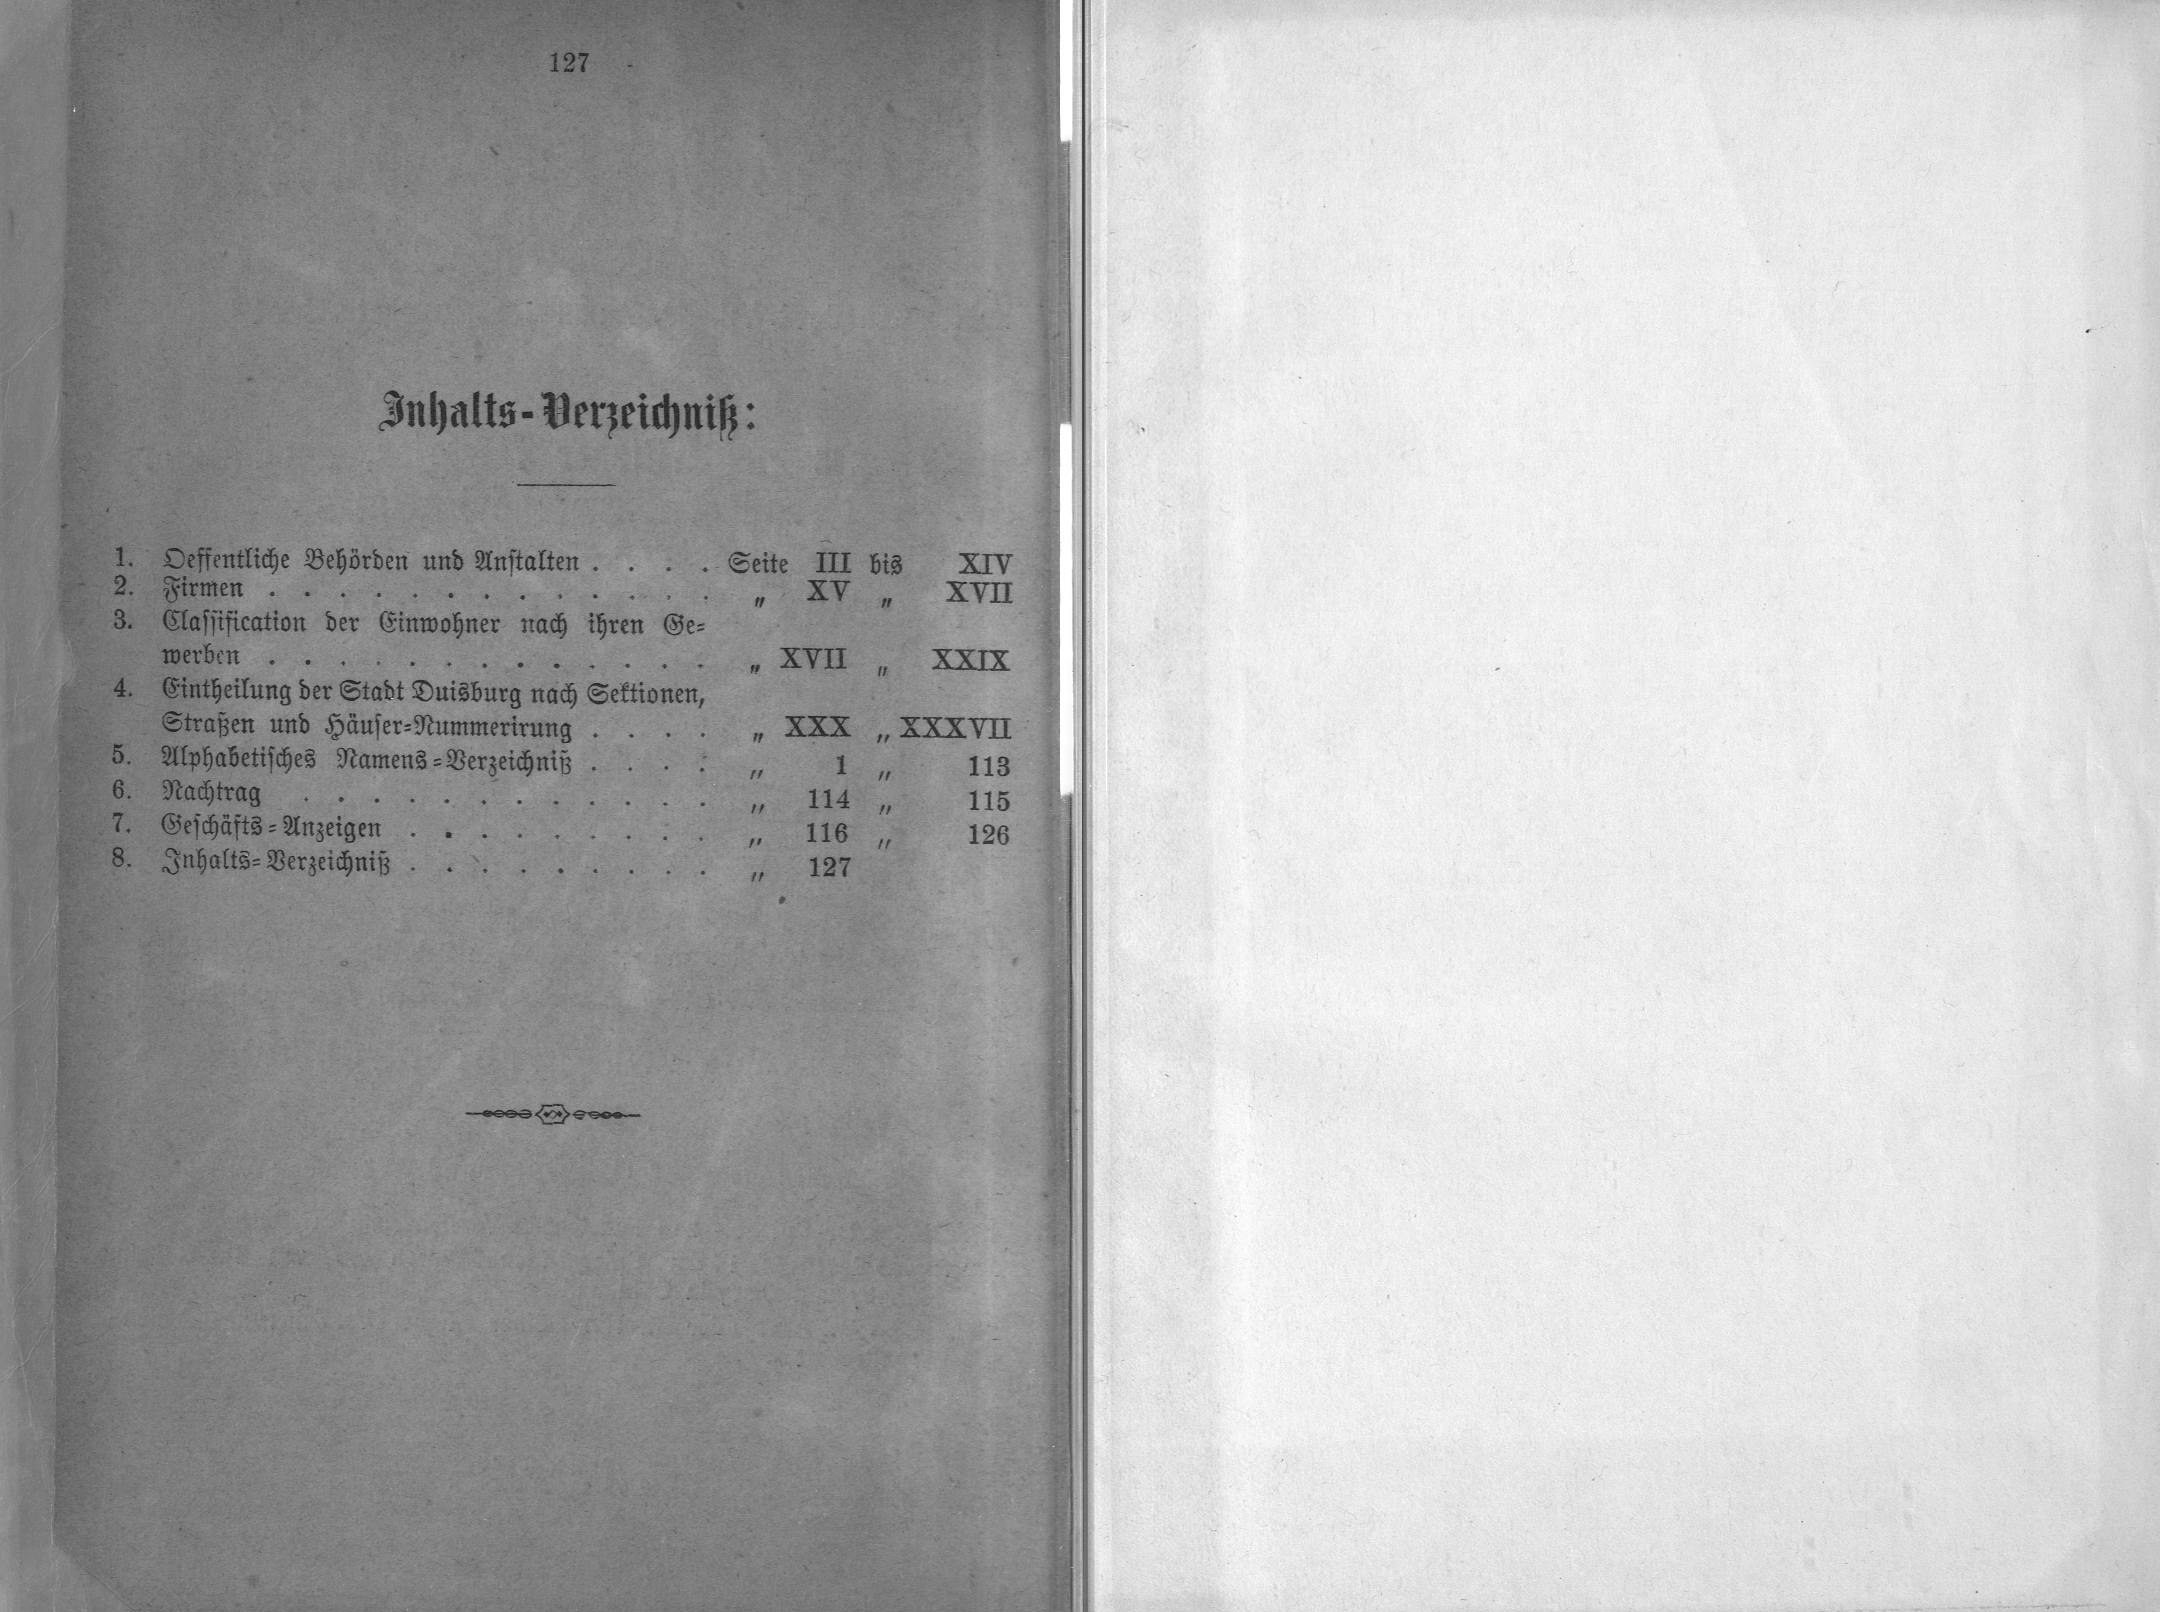 127
Inhalts-Verzeichniß:
1. Oeffentliche Behörden und Anstalten . . . . Seite III bis XIV
2. Firmen . . . . . . . . . . . . . „ XV „ XVII
3. Classification der Einwohner nach ihren Ge-
werben . . . . . . . . . . . . . „ XVII „ XXIX
4. Eintheilung der Stadt Duisburg nach Sektionen,
Straßen und Häuser-Nummerirung . . . . „ XXX „ XXXVII
5. Alphabetisches Namens-Verzeichniß . . . . „ 1 „ 113
6. Nachtrag . . . . . . . . . . . . „ 114 „ 115
7. Geschäfts-Anzeigen . . . . . . . . . „ 116 „ 126
8. Inhalts-Verzeichniß . . . . . . . . . „ 127